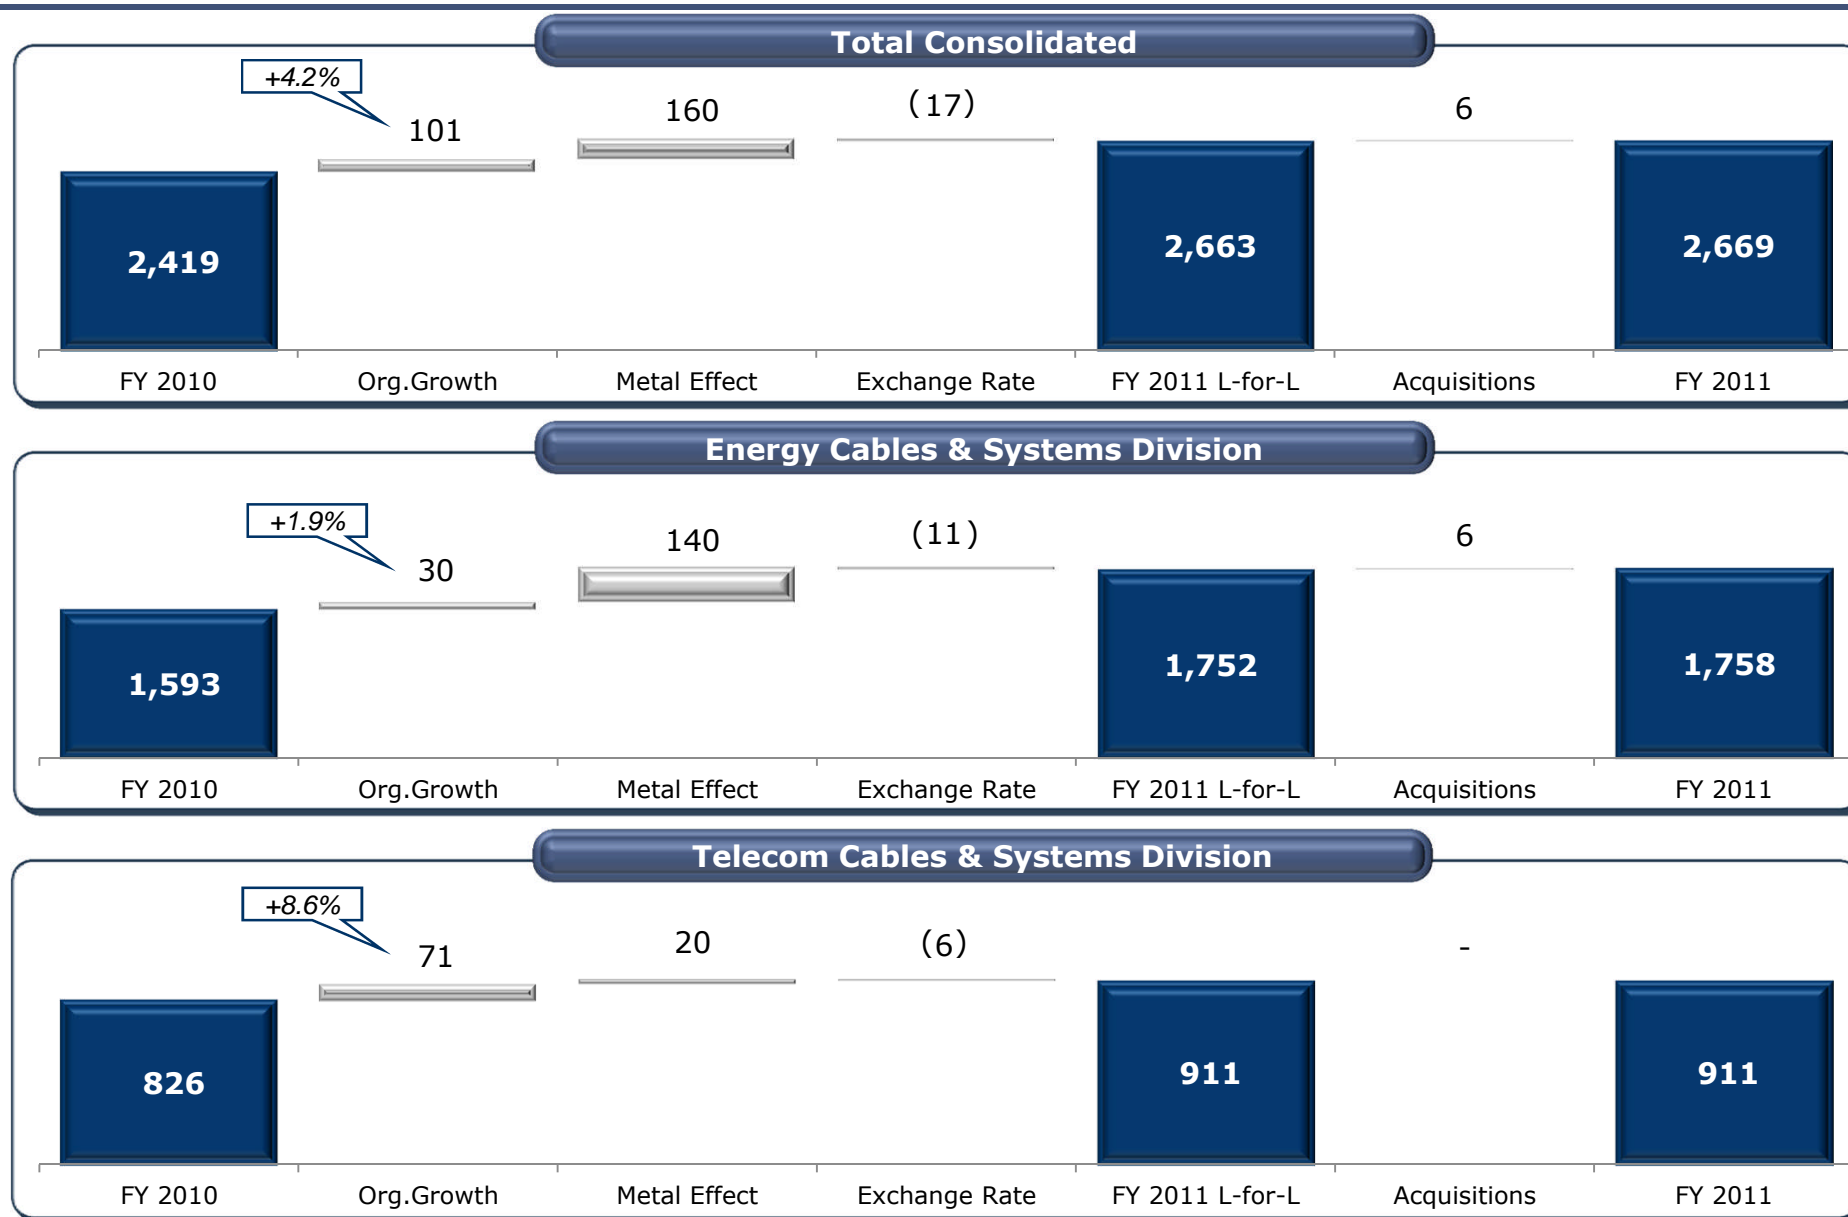 Total Consolidated
+4.2%
101
160
(17)
6
2,419
2,663
2,669
FY 2010
Org.Growth
Metal Effect
Exchange Rate
FY 2011 L-for-L
Acquisitions
FY 2011
Energy Cables & Systems Division
+1.9%
30
140
(11)
6
1,593
1,752
1,758
FY 2010
Org.Growth
Metal Effect
Exchange Rate
FY 2011 L-for-L
Acquisitions
FY 2011
Telecom Cables & Systems Division
+8.6%
71
20
(6)
-
826
911
911
FY 2010
Org.Growth
Metal Effect
Exchange Rate
FY 2011 L-for-L
Acquisitions
FY 2011